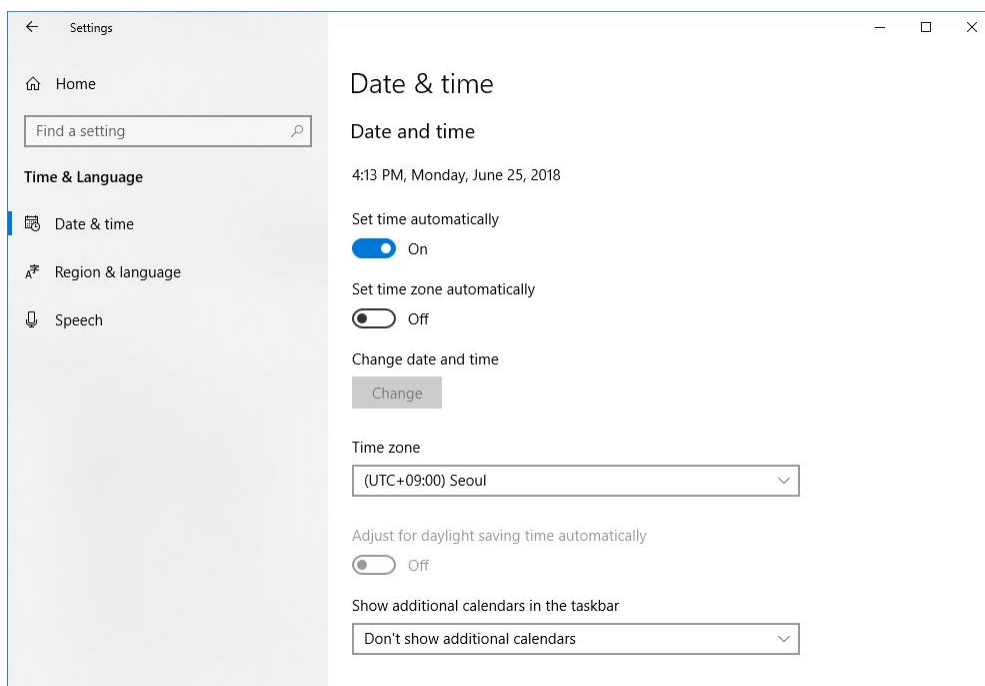 Settings
Home
Find a setting
Time & Language
Date & time
Region & language
Speech
Date & time
Date and time
4:13 PM, Monday, June 25, 2018
Set time automatically
On
Set time zone automatically
Off
Change date and time
Change
Time zone
(UTC+09:00) Seoul
Adjust for daylight saving time automatically
Off
Show additional calendars in the taskbar
Don't show additional calendars